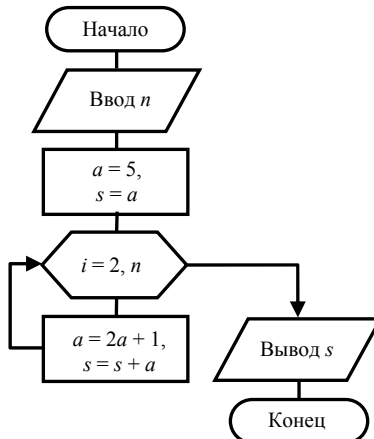 Начало
Ввод n
a = 5,
s = a
i = 2, n
a = 2a + 1,
s = s + a
Вывод s
Конец